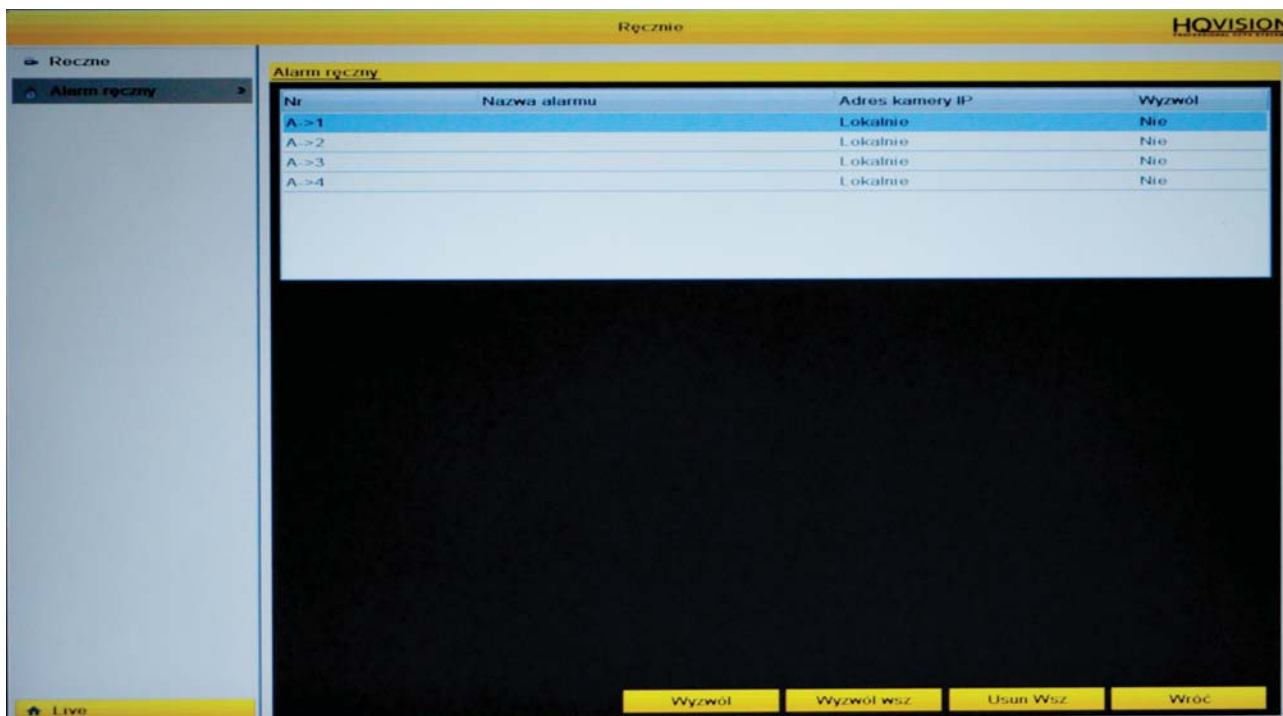 Ręcznie
HQVISION
Reczne
Alarm ręczny
Alarm ręczny
Nr Nazwa alarmu Adres kamery IP Wyzwól
A->1 Lokalnie Nie
A->2 Lokalnie Nie
A->3 Lokalnie Nie
A->4 Lokalnie Nie
Live
Wyzwól Wyzwól wsz Usun Wsz Wróć